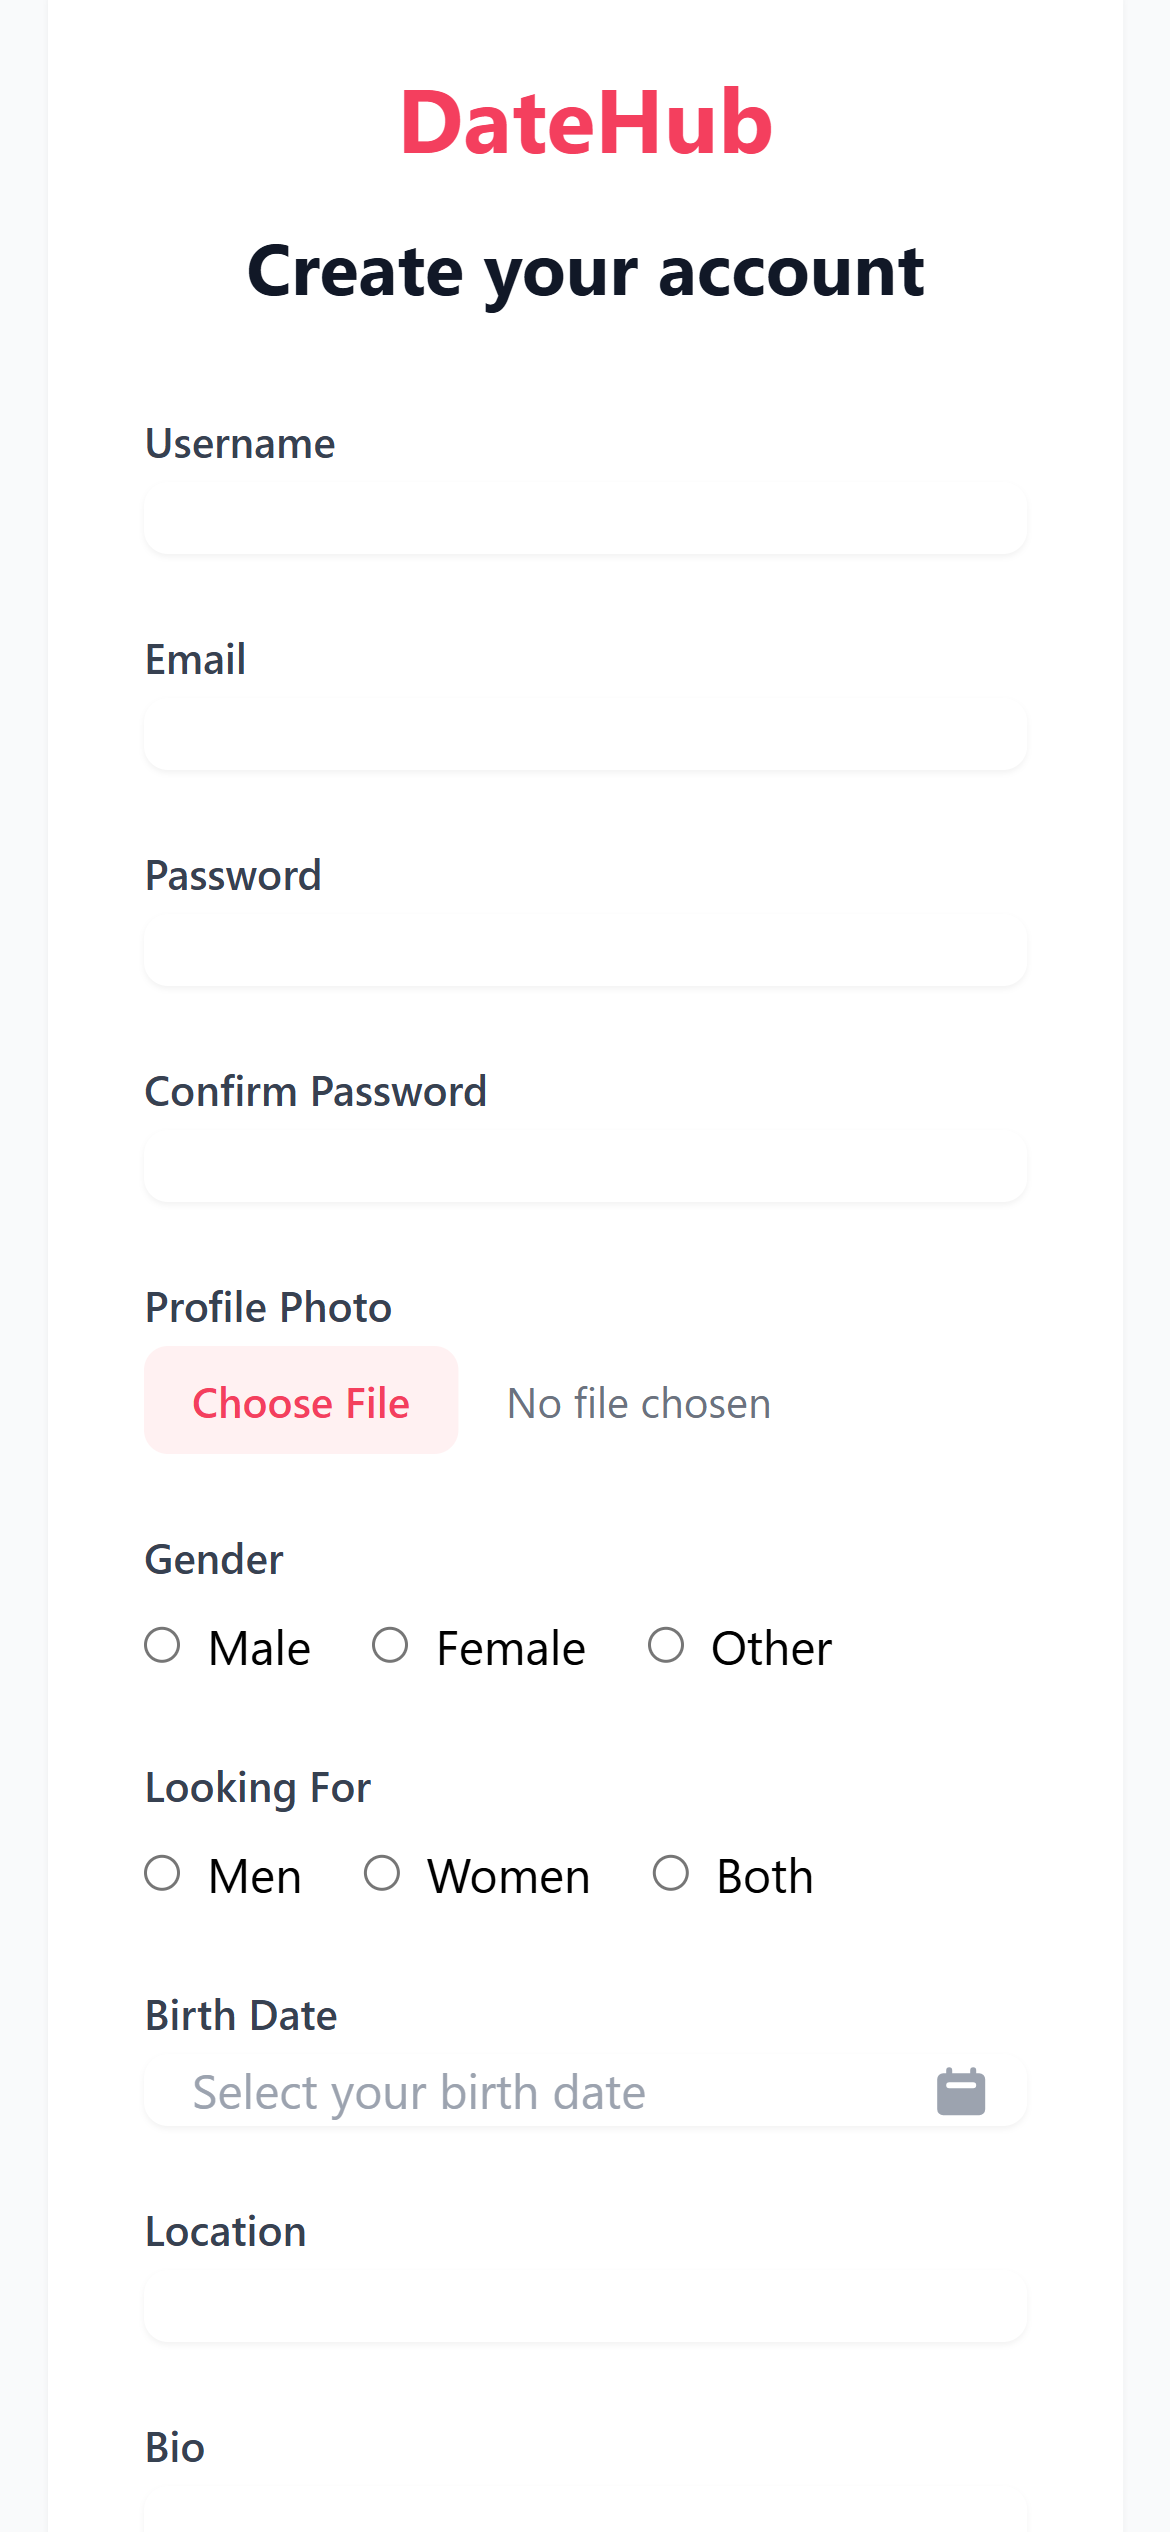 DateHub
Create your account
Username
Email
Password
Confirm Password
Profile Photo
Choose File No file chosen
Gender
Male Female Other
Looking For
Men Women Both
Birth Date
Select your birth date
Location
Bio